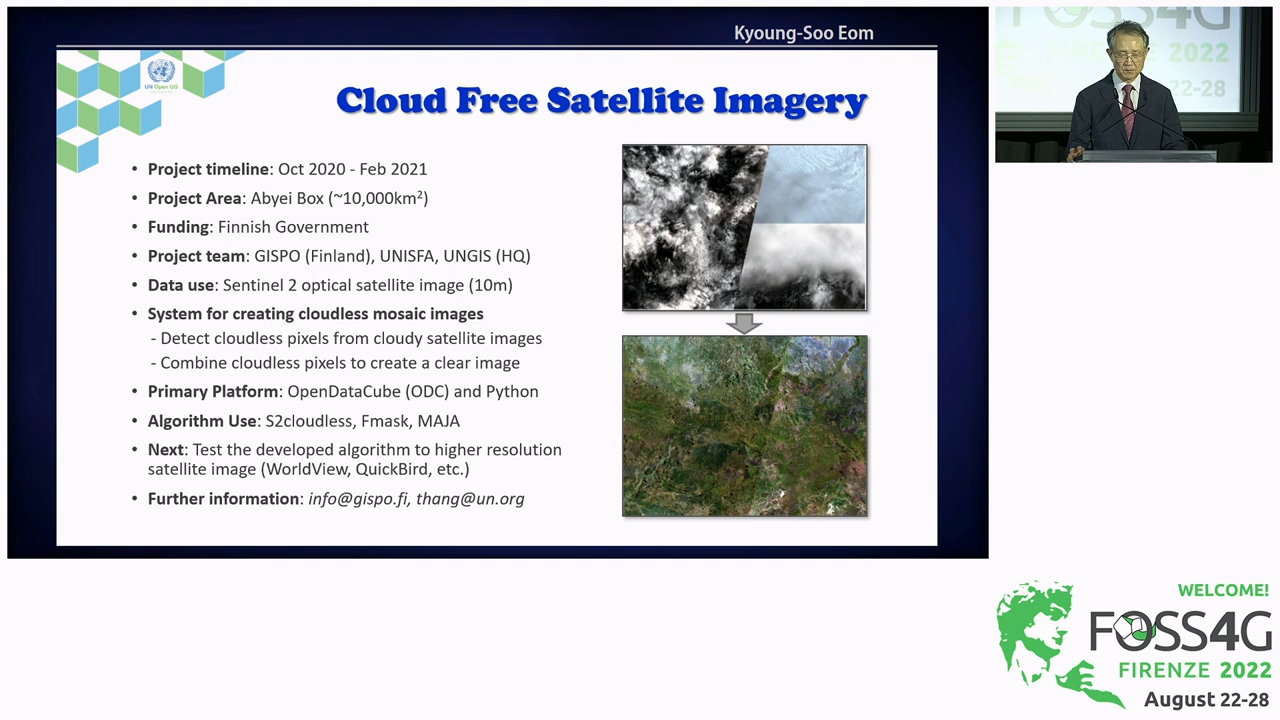 Kyoung-Soo Eom
UN Open GIS
Cloud Free Satellite Imagery
• Project timeline: Oct 2020 - Feb 2021
• Project Area: Abyei Box (~10,000km²)
• Funding: Finnish Government
• Project team: GISPO (Finland), UNISFA, UNGIS (HQ)
• Data use: Sentinel 2 optical satellite image (10m)
• System for creating cloudless mosaic images
- Detect cloudless pixels from cloudy satellite images
- Combine cloudless pixels to create a clear image
• Primary Platform: OpenDataCube (ODC) and Python
• Algorithm Use: S2cloudless, Fmask, MAJA
• Next: Test the developed algorithm to higher resolution
satellite image (WorldView, QuickBird, etc.)
• Further information: info@gispo.fi, thang@un.org
FOSS4G
FIRENZE 2022
22-28
WELCOME!
FOSS4G
FIRENZE 2022
August 22-28